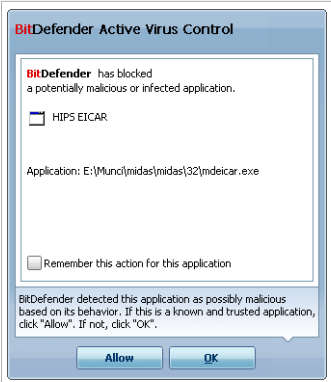 BitDefender Active Virus Control
BitDefender has blocked
a potentially malicious or infected application.
HIPS EICAR
Application: E:\Munci\midas\midas\32\mdeicar.exe
Remember this action for this application
BitDefender detected this application as possibly malicious
based on its behavior. If this is a known and trusted application,
click "Allow". If not, click "OK".
Allow
OK